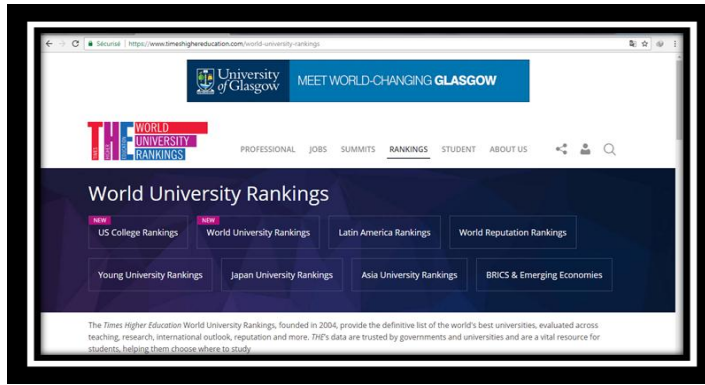 Sécurisé | https://www.timeshighereducation.com/world-university-rankings
University of Glasgow
MEET WORLD-CHANGING GLASGOW
TIMES HIGHER EDUCATION
WORLD UNIVERSITY RANKINGS
PROFESSIONAL JOBS SUMMITS RANKINGS STUDENT ABOUT US
World University Rankings
NEW NEW
US College Rankings World University Rankings Latin America Rankings World Reputation Rankings
Young University Rankings Japan University Rankings Asia University Rankings BRICS & Emerging Economies
The Times Higher Education World University Rankings, founded in 2004, provide the definitive list of the world's best universities, evaluated across
teaching, research, international outlook, reputation and more. THE's data are trusted by governments and universities and are a vital resource for
students, helping them choose where to study